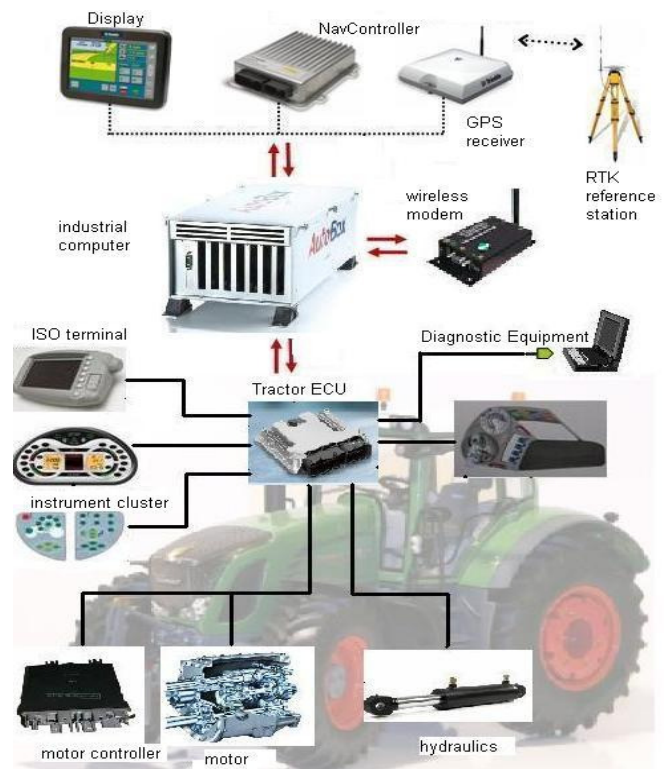 Display
NavController
GPS
receiver
RTK
reference
station
wireless
modem
industrial
computer
AutoBox
ISO terminal
Diagnostic Equipment
Tractor ECU
instrument cluster
motor controller
motor
hydraulics